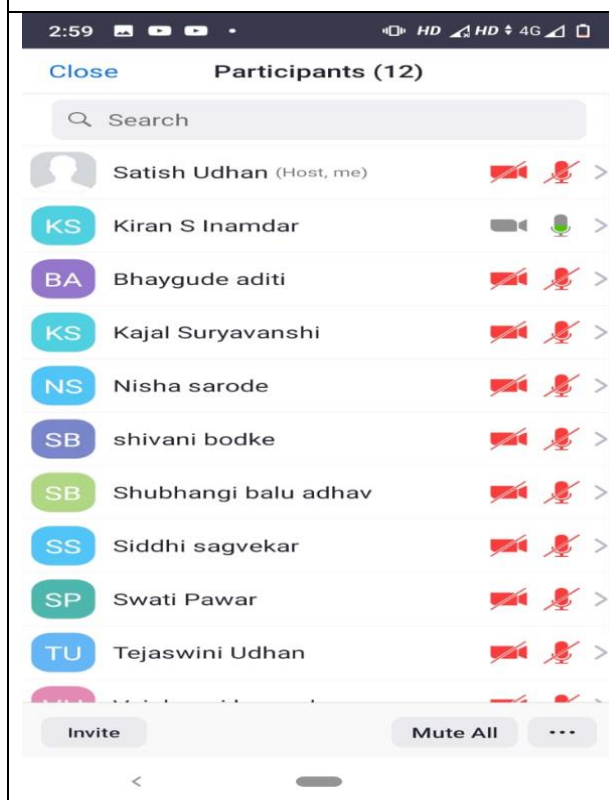 2:59 HD HD 4G
Close Participants (12)
Search
Satish Udhan (Host, me)
KS Kiran S Inamdar
BA Bhaygude aditi
KS Kajal Suryavanshi
NS Nisha sarode
SB shivani bodke
SB Shubhangi balu adhav
SS Siddhi sagvekar
SP Swati Pawar
TU Tejaswini Udhan
Invite Mute All ...